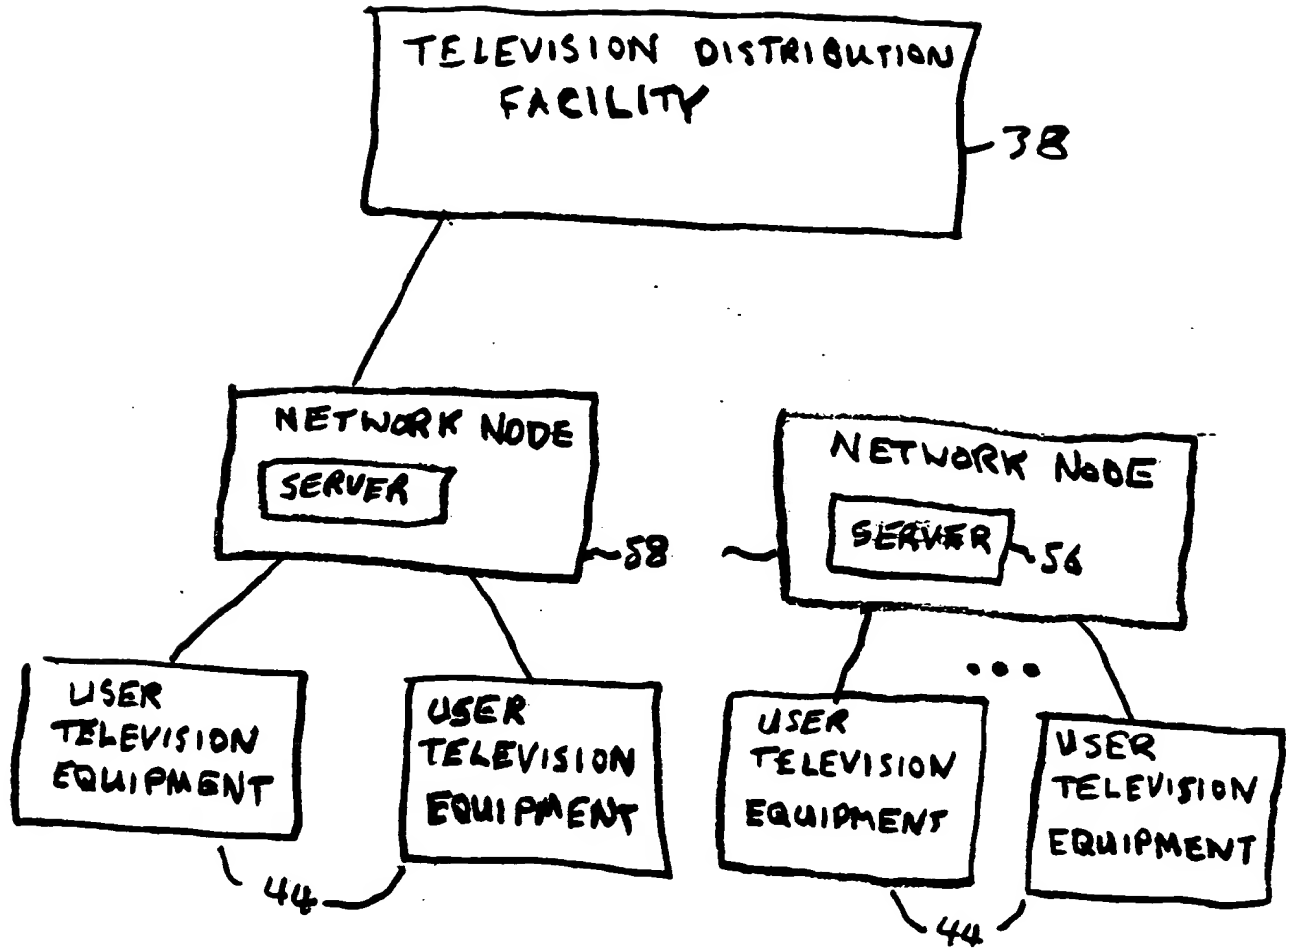 TELEVISION DISTRIBUTION
FACILITY
38
NETWORK NODE
SERVER
58
NETWORK NODE
SERVER
56
USER
TELEVISION
EQUIPMENT
USER
TELEVISION
EQUIPMENT
44
USER
TELEVISION
EQUIPMENT
...
USER
TELEVISION
EQUIPMENT
44